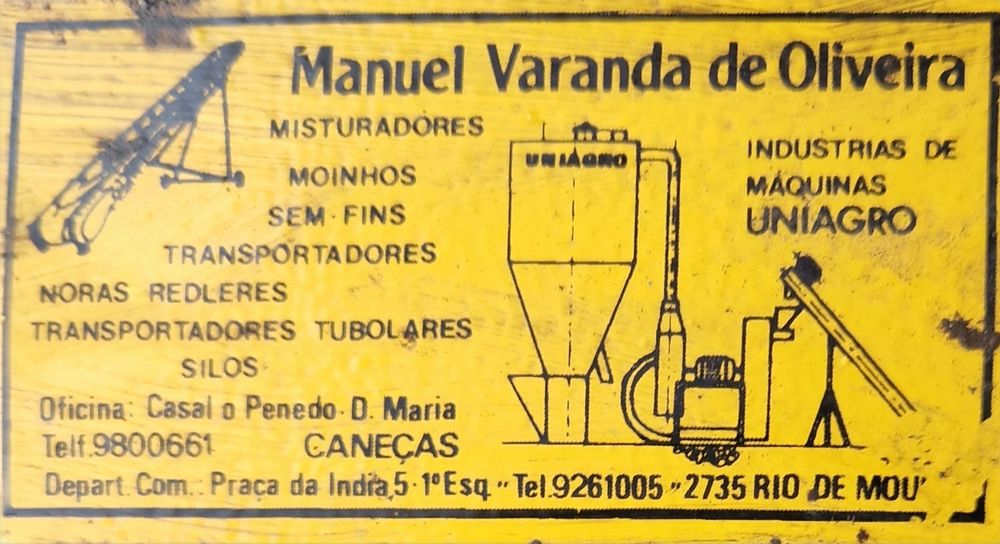 Manuel Varanda de Oliveira
MISTURADORES
MOINHOS
SEM-FINS
TRANSPORTADORES
NORAS REDLERES
TRANSPORTADORES TUBOLARES
SILOS
UNIAGRO
INDUSTRIAS DE
MÁQUINAS
UNIAGRO
Oficina: Casal o Penedo - D. Maria
Telf. 9800661 CANEÇAS
Depart. Com.: Praça da India, 5 - 1º Esq. - Tel. 9261005 - 2735 RIO DE MOU